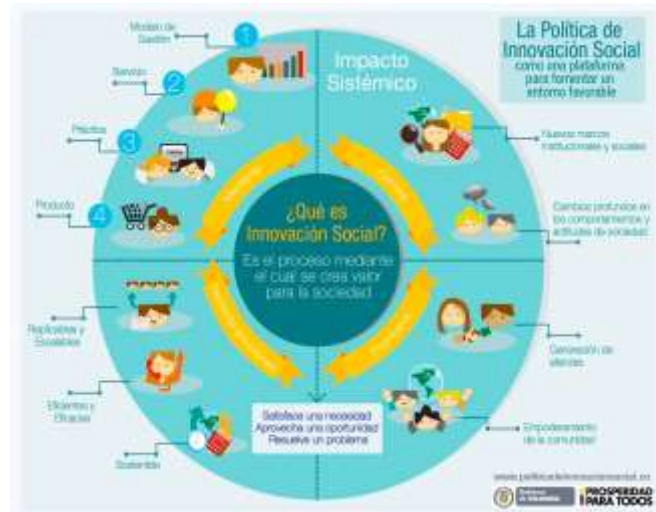 La Política de
Innovación Social
como una plataforma
para fomentar un
entorno favorable
Impacto
Sistémico
1
Modelo de
Gestión
2
Servicio
3
Práctica
4
Producto
¿Qué es
Innovación Social?
Es el proceso mediante
el cual se crea valor
para la sociedad
Nuevos marcos
institucionales y sociales
Cambios profundos en
los comportamientos y
actitudes de sociedad
Replicables y
Escalables
Eficientes y
Eficaces
Sostenible
Generación de
alianzas
Empoderamiento
de la comunidad
Satisface una necesidad
Aprovecha una oportunidad
Resuelve un problema
www.politicadeinnovacionsocial.co
PROSPERIDAD
PARA TODOS